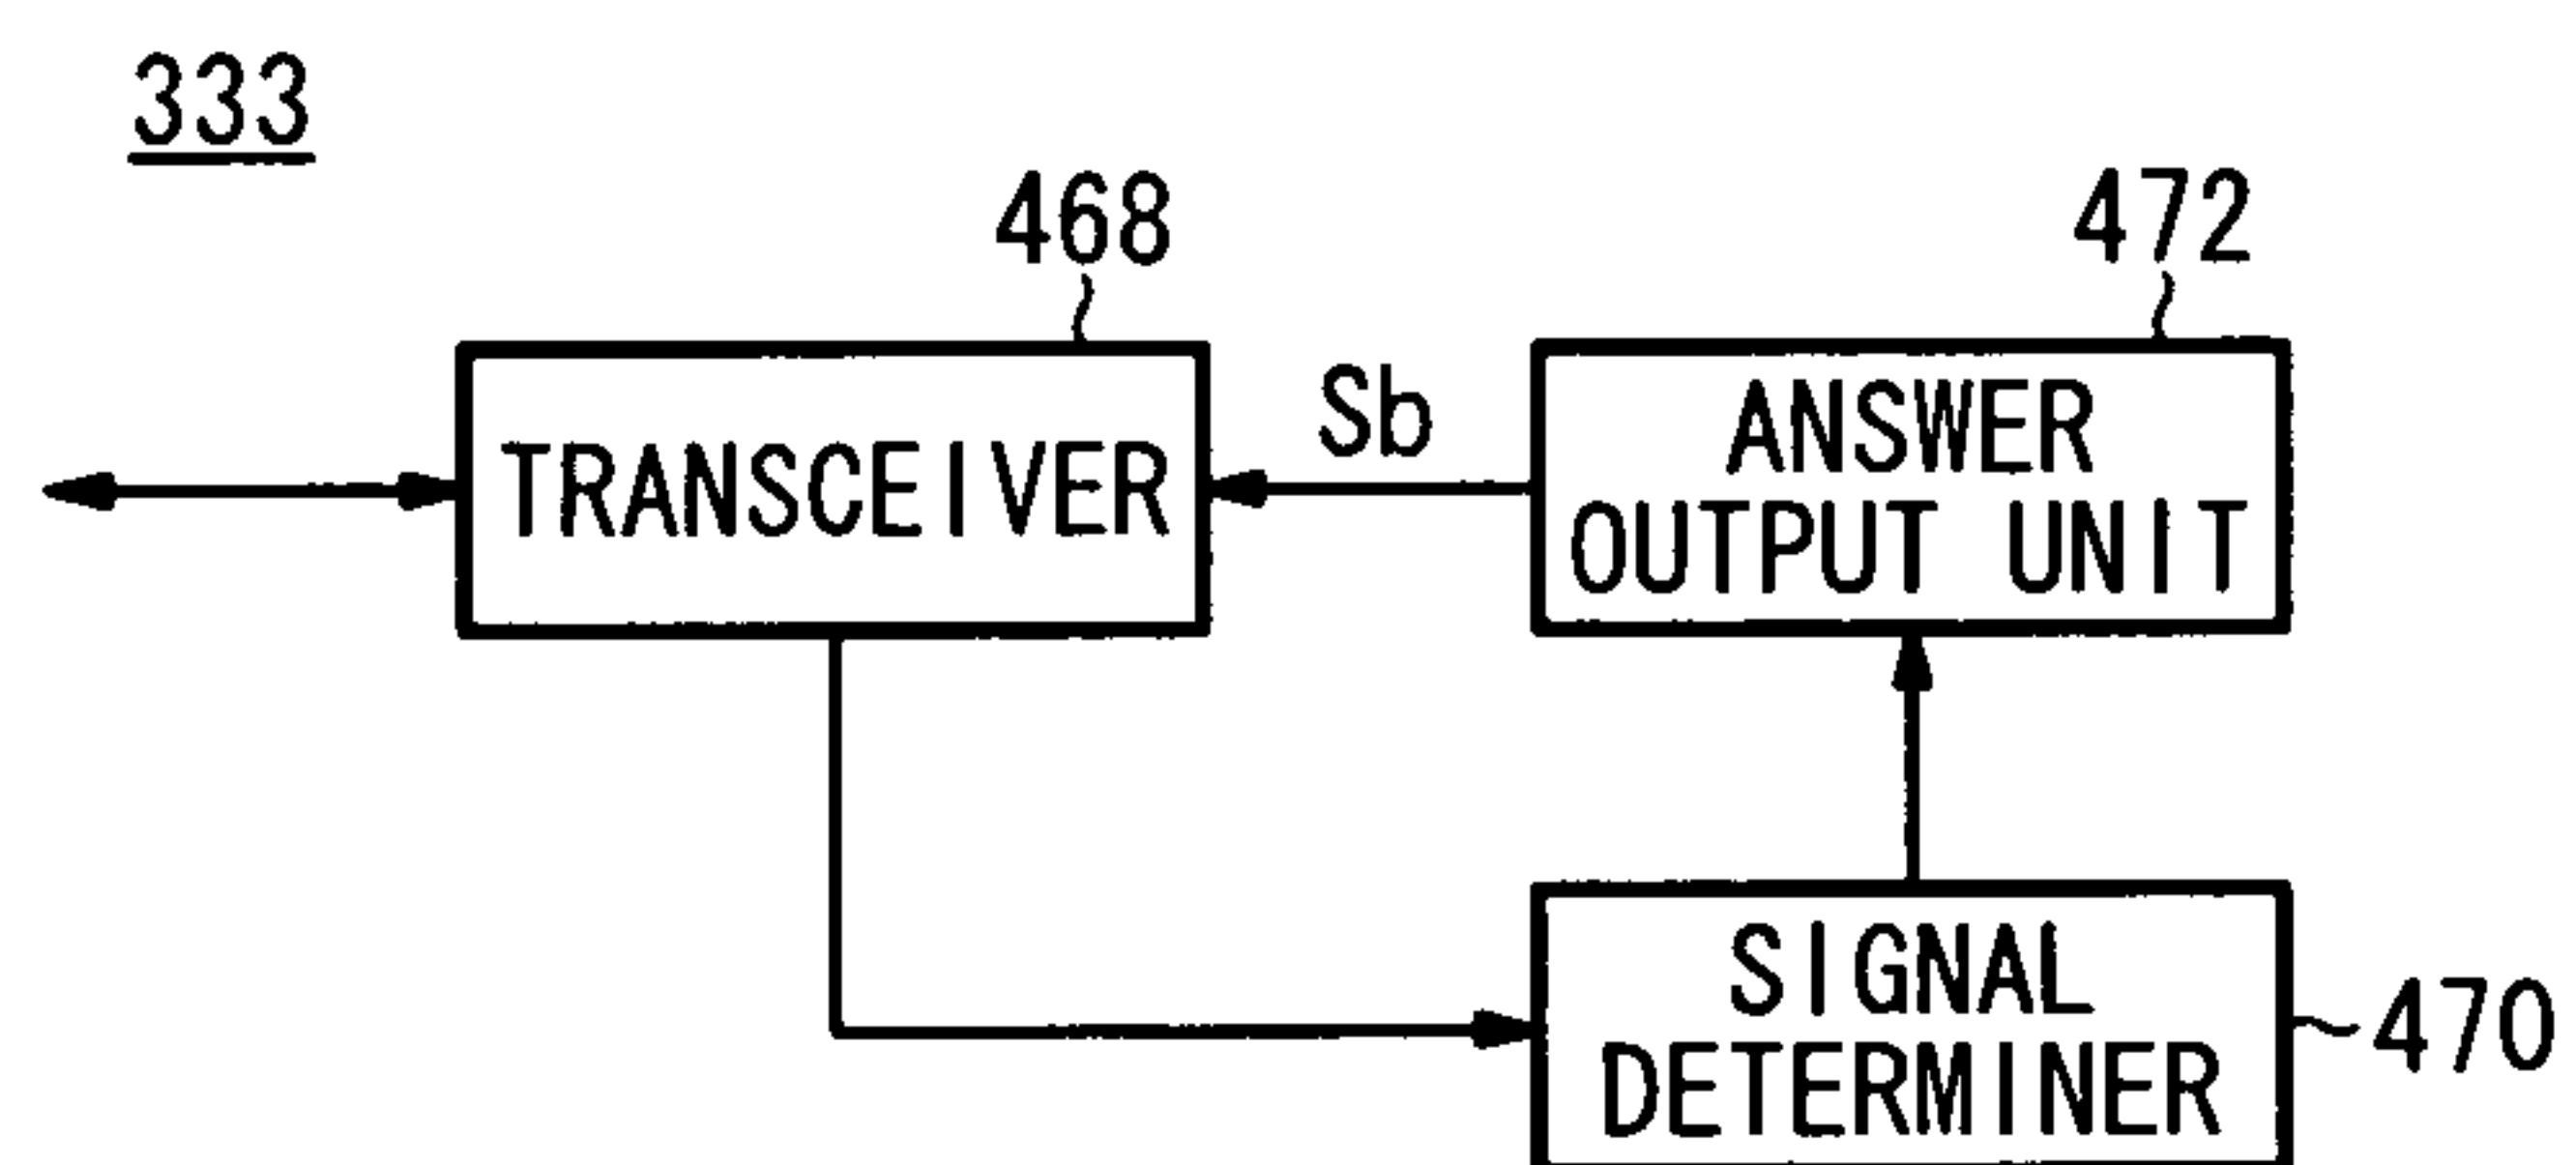 333
468
472
TRANSCEIVER
Sb
ANSWER
OUTPUT UNIT
SIGNAL
DETERMINER
470